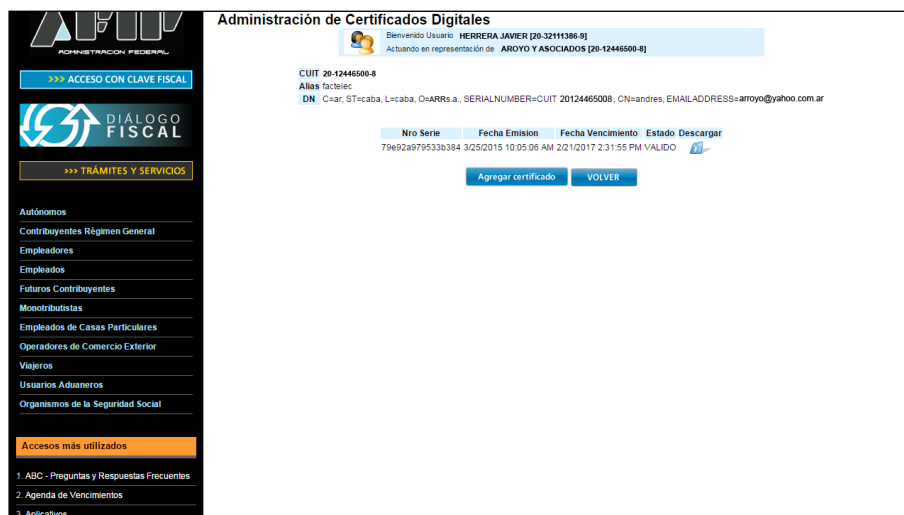 ADMINISTRACION FEDERAL
>>> ACCESO CON CLAVE FISCAL
DIÁLOGO
FISCAL
>>> TRÁMITES Y SERVICIOS
Autónomos
Contribuyentes Régimen General
Empleadores
Empleados
Futuros Contribuyentes
Monotributistas
Empleados de Casas Particulares
Operadores de Comercio Exterior
Viajeros
Usuarios Aduaneros
Organismos de la Seguridad Social
Accesos más utilizados
1. ABC - Preguntas y Respuestas Frecuentes
2. Agenda de Vencimientos
3. Aplicativos
Administración de Certificados Digitales
Bienvenido Usuario HERRERA JAVIER [20-32111386-9]
Actuando en representación de AROYO Y ASOCIADOS [20-12446500-8]
CUIT 20-12446500-8
Alias factelec
DN C=ar, ST=caba, L=caba, O=ARRs.a., SERIALNUMBER=CUIT 20124465008, CN=andres, EMAILADDRESS=arroyo@yahoo.com.ar
Nro Serie Fecha Emision Fecha Vencimiento Estado Descargar
79e92a979533b384 3/25/2015 10:05:06 AM 2/21/2017 2:31:55 PM VALIDO
Agregar certificado VOLVER